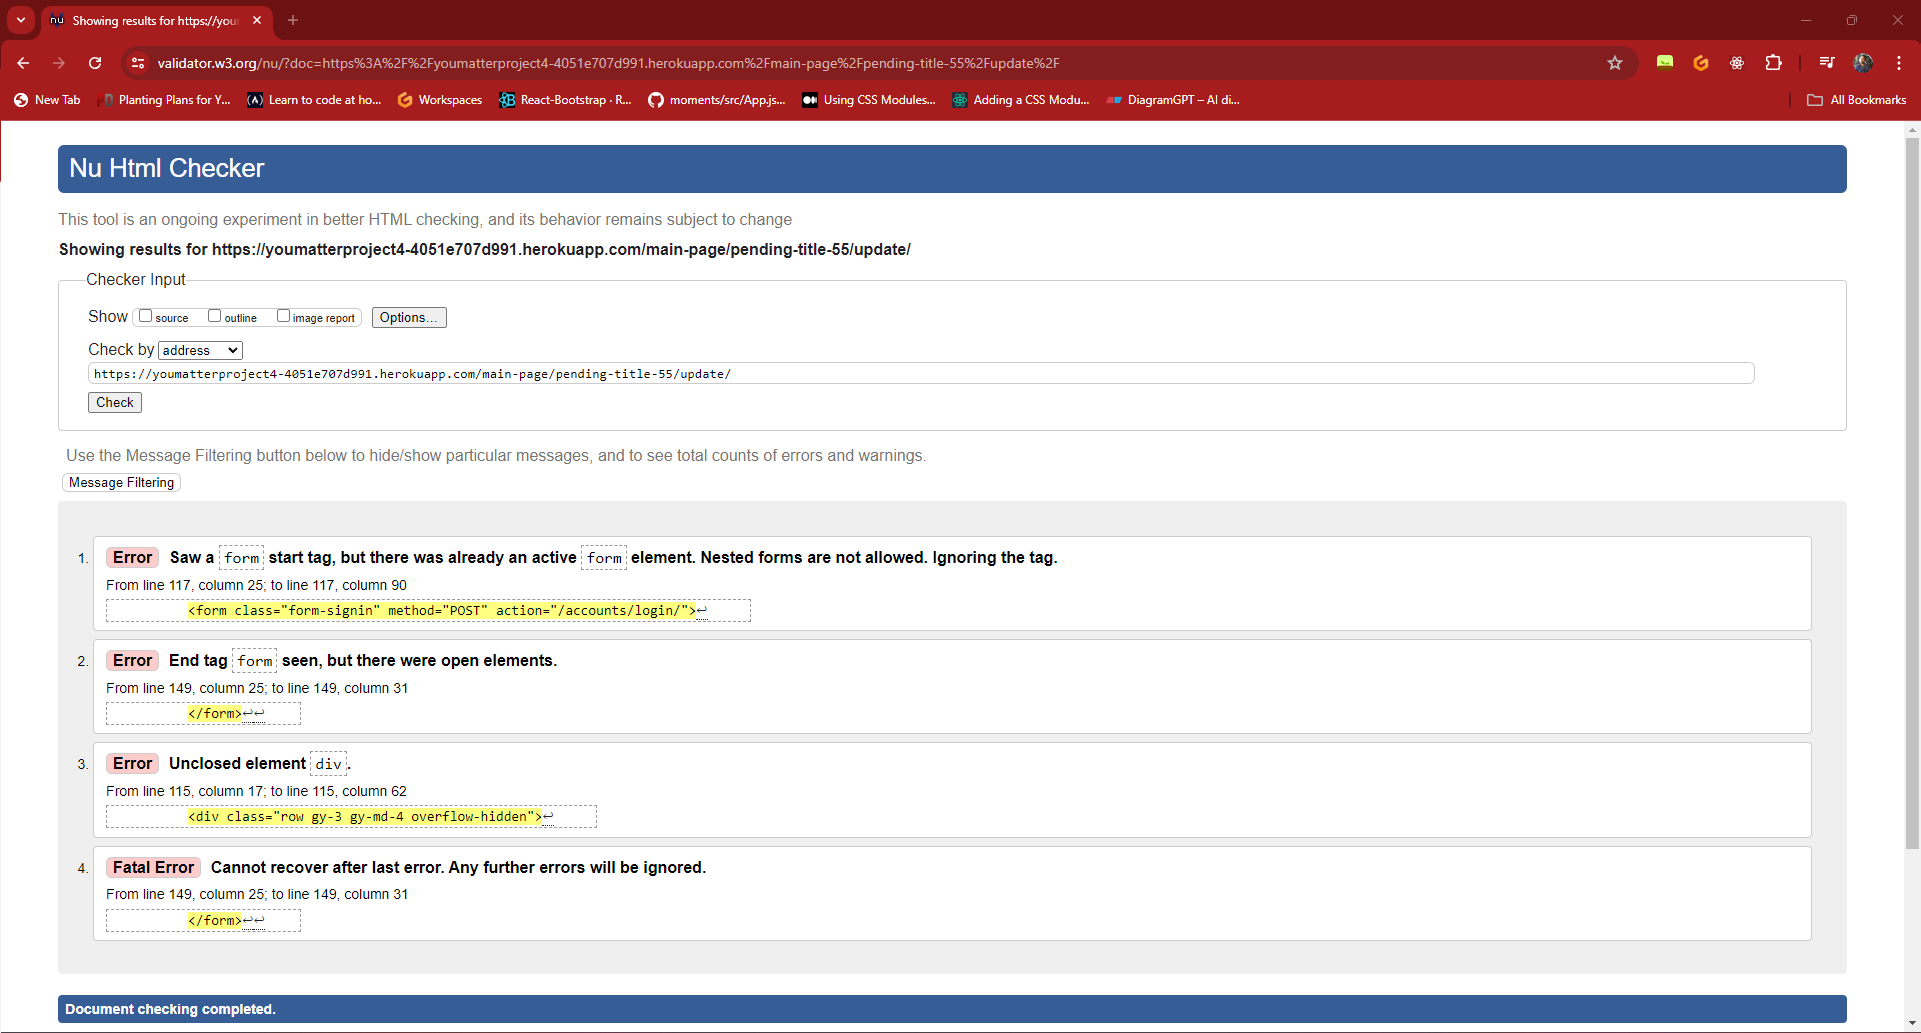 nu Showing results for https://you
validator.w3.org/nu/?doc=https%3A%2F%2Fyoumatterproject4-4051e707d991.herokuapp.com%2Fmain-page%2Fpending-title-55%2Fupdate%2F
New Tab Planting Plans for Y... Learn to code at ho... Workspaces React-Bootstrap · R... moments/src/App.js... Using CSS Modules... Adding a CSS Modu... DiagramGPT – AI di... All Bookmarks
Nu Html Checker
This tool is an ongoing experiment in better HTML checking, and its behavior remains subject to change
Showing results for https://youmatterproject4-4051e707d991.herokuapp.com/main-page/pending-title-55/update/
Checker Input
Show source outline image report Options...
Check by address
https://youmatterproject4-4051e707d991.herokuapp.com/main-page/pending-title-55/update/
Check
Use the Message Filtering button below to hide/show particular messages, and to see total counts of errors and warnings.
Message Filtering
1. Error Saw a form start tag, but there was already an active form element. Nested forms are not allowed. Ignoring the tag.
From line 117, column 25; to line 117, column 90
<form class="form-signin" method="POST" action="/accounts/login/">↩
2. Error End tag form seen, but there were open elements.
From line 149, column 25; to line 149, column 31
</form>↩↩
3. Error Unclosed element div.
From line 115, column 17; to line 115, column 62
<div class="row gy-3 gy-md-4 overflow-hidden">↩
4. Fatal Error Cannot recover after last error. Any further errors will be ignored.
From line 149, column 25; to line 149, column 31
</form>↩↩
Document checking completed.